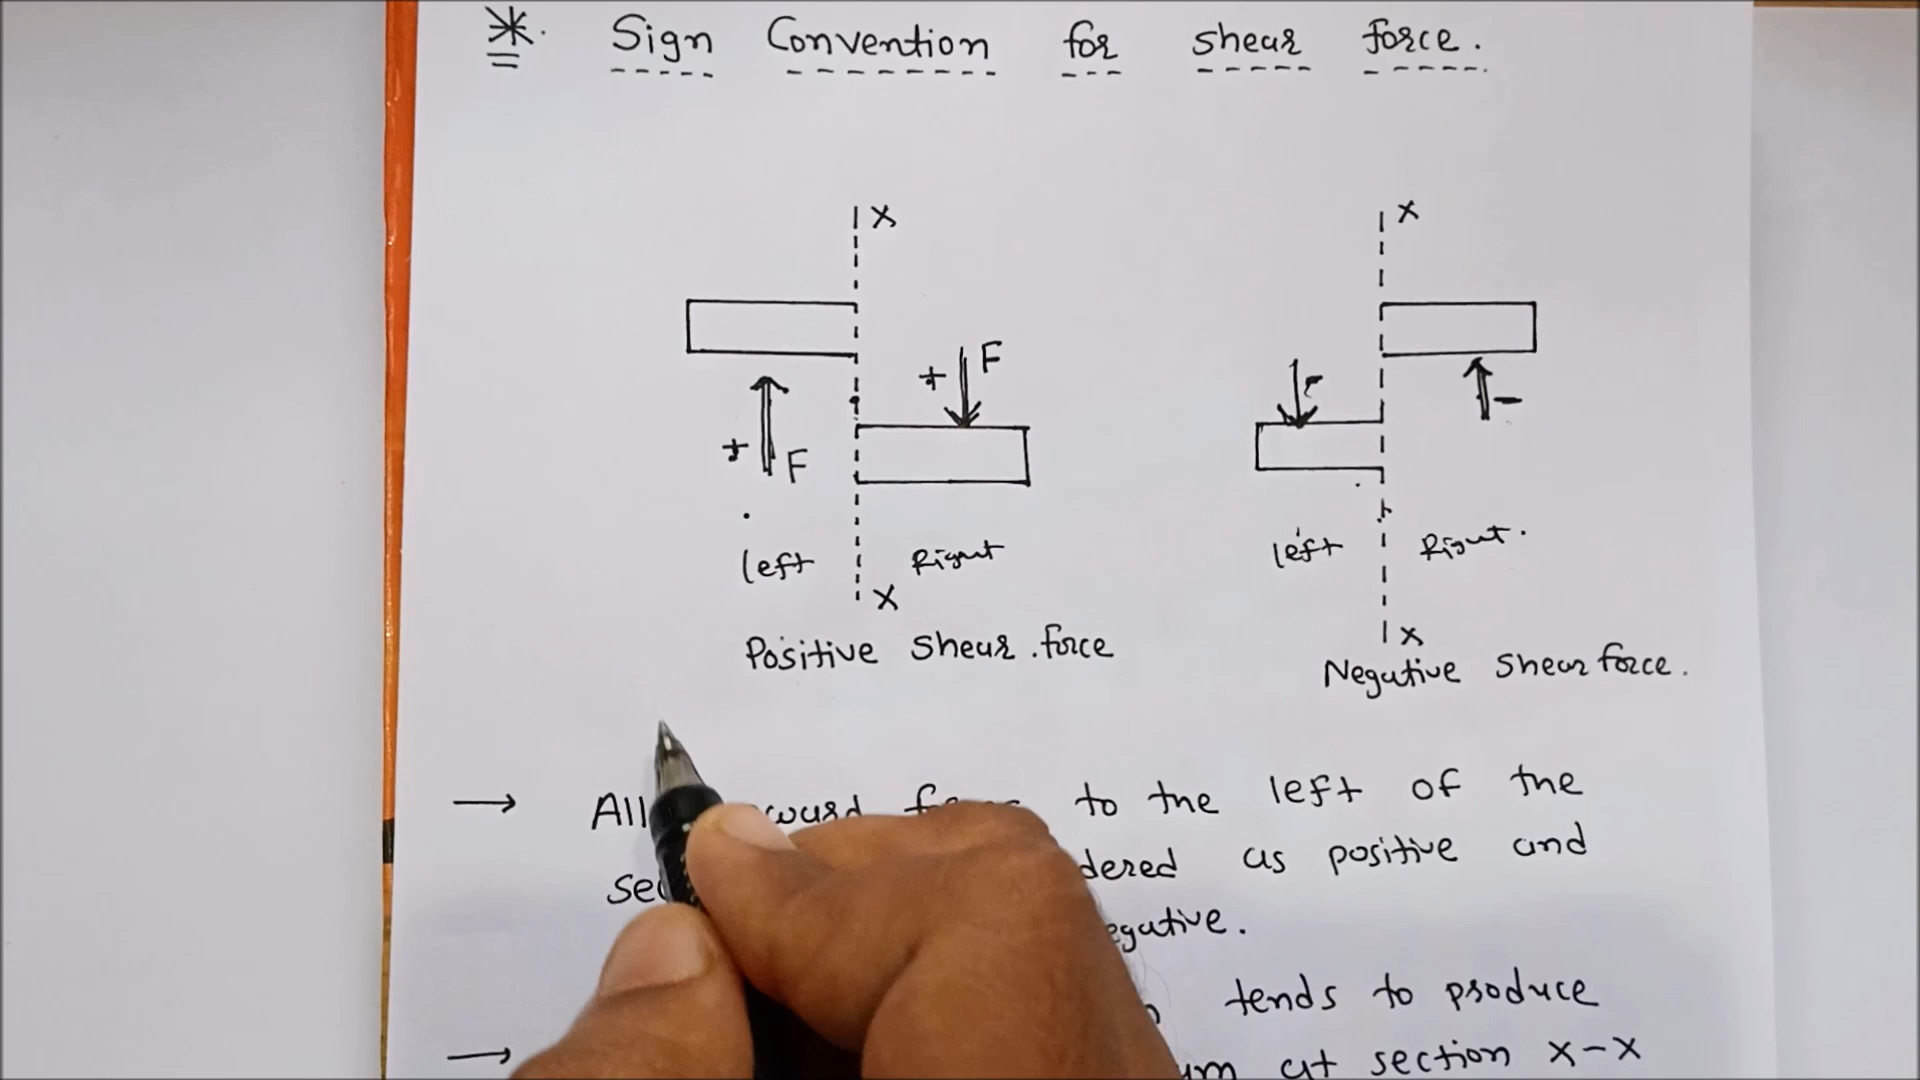 * Sign Convention for shear force.
X X
F
+
+ F
-
-
left Right left Right.
X X
Positive Shear force Negative Shear force.
→ All to the left of the
as positive and
tends to produce
→ at section X-X